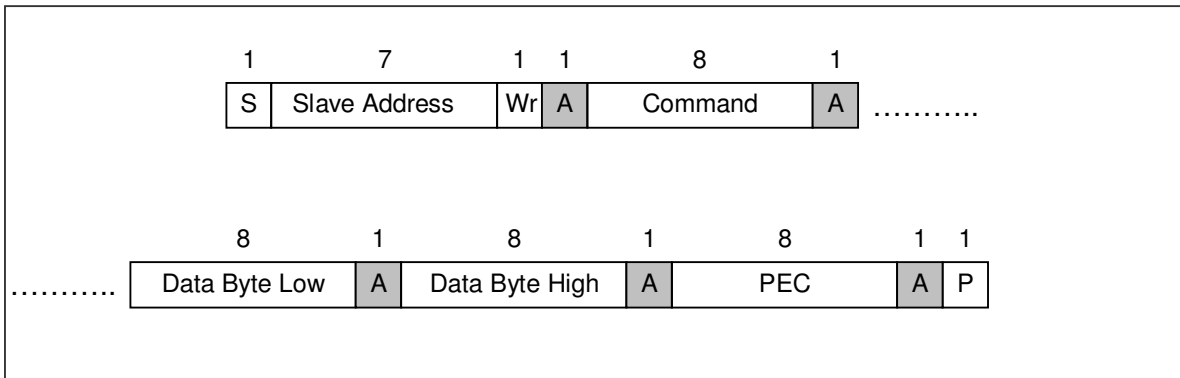 1 7 1 1 8 1
S Slave Address Wr A Command A ...........
8 1 8 1 8 1 1
........... Data Byte Low A Data Byte High A PEC A P